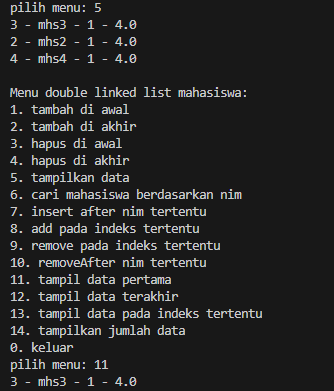 pilih menu: 5
3 - mhs3 - 1 - 4.0
2 - mhs2 - 1 - 4.0
4 - mhs4 - 1 - 4.0
Menu double linked list mahasiswa:
1. tambah di awal
2. tambah di akhir
3. hapus di awal
4. hapus di akhir
5. tampilkan data
6. cari mahasiswa berdasarkan nim
7. insert after nim tertentu
8. add pada indeks tertentu
9. remove pada indeks tertentu
10. removeAfter nim tertentu
11. tampil data pertama
12. tampil data terakhir
13. tampil data pada indeks tertentu
14. tampilkan jumlah data
0. keluar
pilih menu: 11
3 - mhs3 - 1 - 4.0